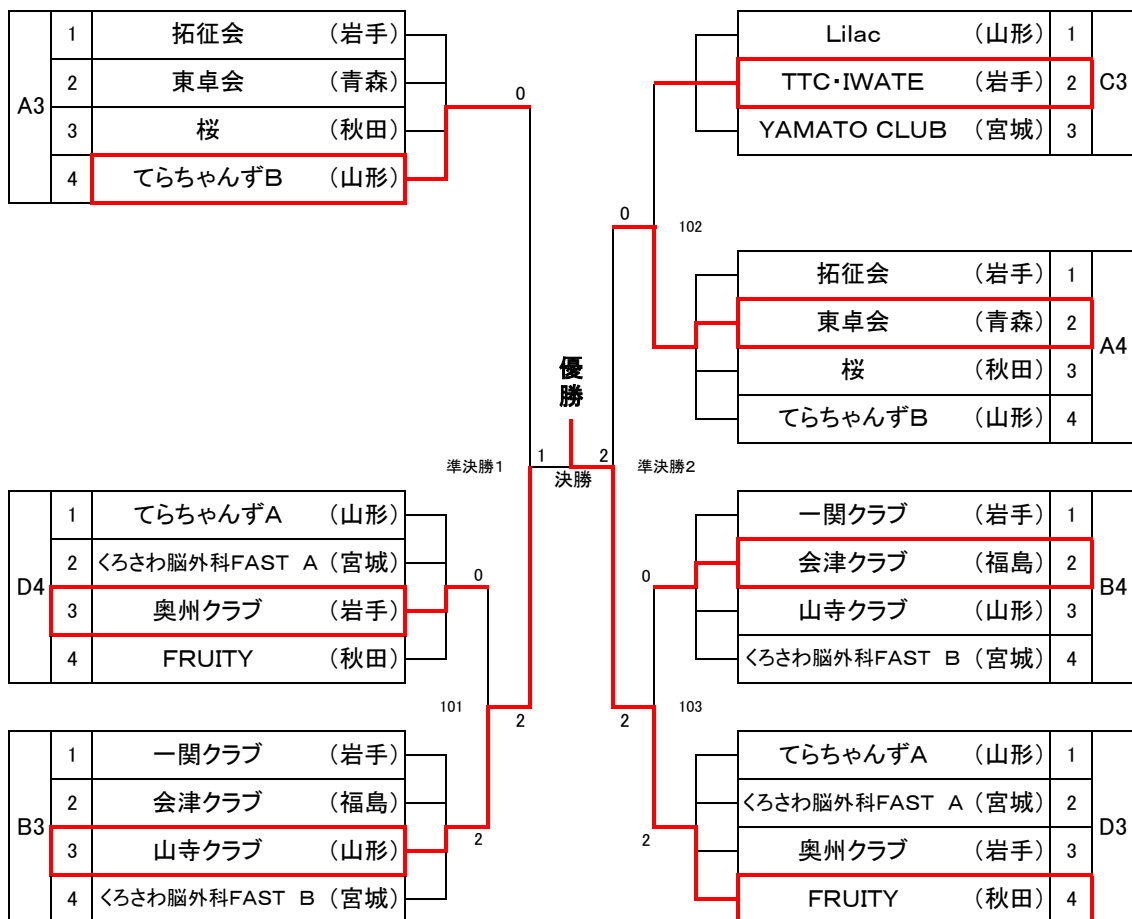 A3
1 拓征会 (岩手)
2 東卓会 (青森)
3 桜 (秋田)
4 てらちゃんずB (山形)
0
Lilac (山形) 1
TTC・IWATE (岩手) 2
YAMATO CLUB (宮城) 3
C3
0
102
拓征会 (岩手) 1
東卓会 (青森) 2
桜 (秋田) 3
てらちゃんずB (山形) 4
A4
優勝
準決勝1
1
決勝
2
準決勝2
D4
1 てらちゃんずA (山形)
2 くろさわ脳外科FAST A (宮城)
3 奥州クラブ (岩手)
4 FRUITY (秋田)
0
101
2
一関クラブ (岩手) 1
会津クラブ (福島) 2
山寺クラブ (山形) 3
くろさわ脳外科FAST B (宮城) 4
B4
0
103
2
B3
1 一関クラブ (岩手)
2 会津クラブ (福島)
3 山寺クラブ (山形)
4 くろさわ脳外科FAST B (宮城)
2
てらちゃんずA (山形) 1
くろさわ脳外科FAST A (宮城) 2
奥州クラブ (岩手) 3
FRUITY (秋田) 4
D3
2